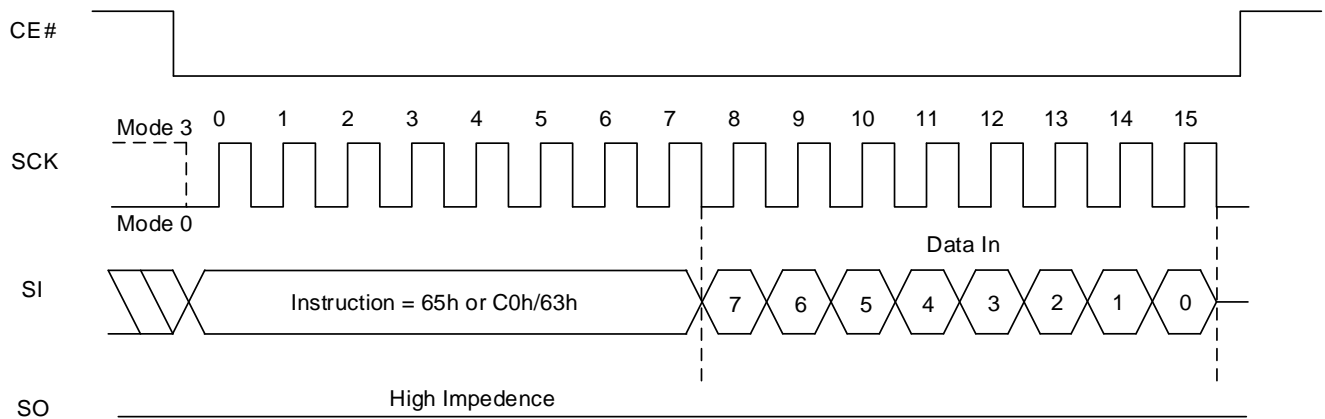 CE#
Mode 3
0 1 2 3 4 5 6 7 8 9 10 11 12 13 14 15
SCK
Mode 0
Data In
SI
Instruction = 65h or C0h/63h
7 6 5 4 3 2 1 0
High Impedence
SO